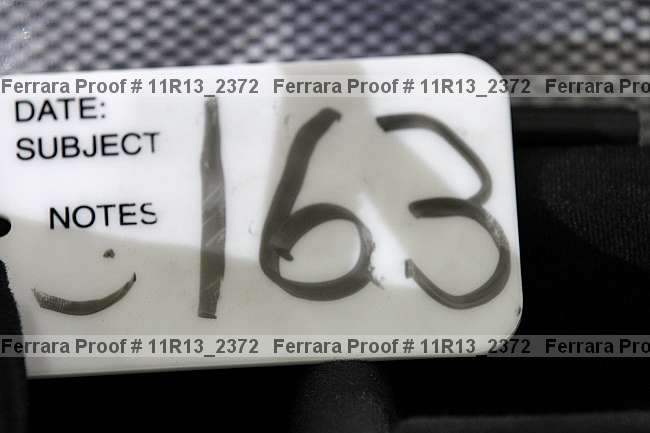 Ferrara Proof # 11R13_2372 Ferrara Proof # 11R13_2372 Ferrara Pro
DATE:
SUBJECT
163
NOTES
Ferrara Proof # 11R13_2372 Ferrara Proof # 11R13_2372 Ferrara Pro